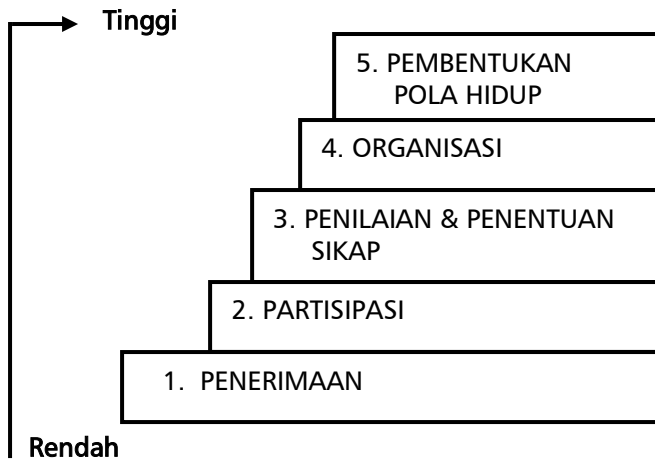 Tinggi
5. PEMBENTUKAN
POLA HIDUP
4. ORGANISASI
3. PENILAIAN & PENENTUAN
SIKAP
2. PARTISIPASI
1. PENERIMAAN
Rendah